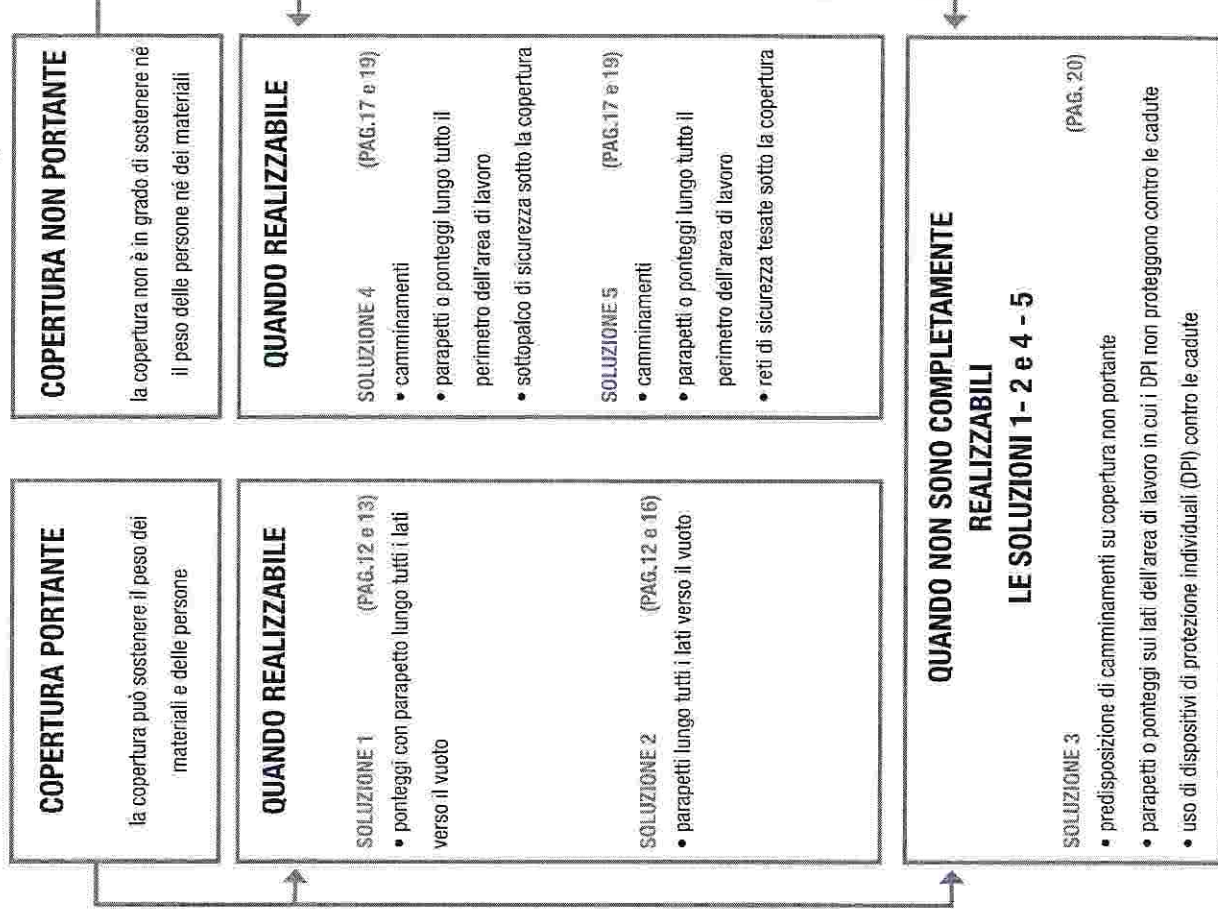 COPERTURA PORTANTE
la copertura può sostenere il peso dei
materiali e delle persone
COPERTURA NON PORTANTE
la copertura non è in grado di sostenere né
il peso delle persone né dei materiali
QUANDO REALIZZABILE
SOLUZIONE 1 (PAG.12 e 13)
• ponteggi con parapetto lungo tutti i lati
verso il vuoto
SOLUZIONE 2 (PAG.12 e 16)
• parapetti lungo tutti i lati verso il vuoto
QUANDO REALIZZABILE
SOLUZIONE 4 (PAG.17 e 19)
• camminamenti
• parapetti o ponteggi lungo tutto il
perimetro dell'area di lavoro
• sottopalco di sicurezza sotto la copertura
SOLUZIONE 5 (PAG.17 e 19)
• camminamenti
• parapetti o ponteggi lungo tutto il
perimetro dell'area di lavoro
• reti di sicurezza tesate sotto la copertura
QUANDO NON SONO COMPLETAMENTE
REALIZZABILI
LE SOLUZIONI 1- 2 e 4 - 5
SOLUZIONE 3 (PAG. 20)
• predisposizione di camminamenti su copertura non portante
• parapetti o ponteggi sui lati dell'area di lavoro in cui i DPI non proteggono contro le cadute
• uso di dispositivi di protezione individuali (DPI) contro le cadute